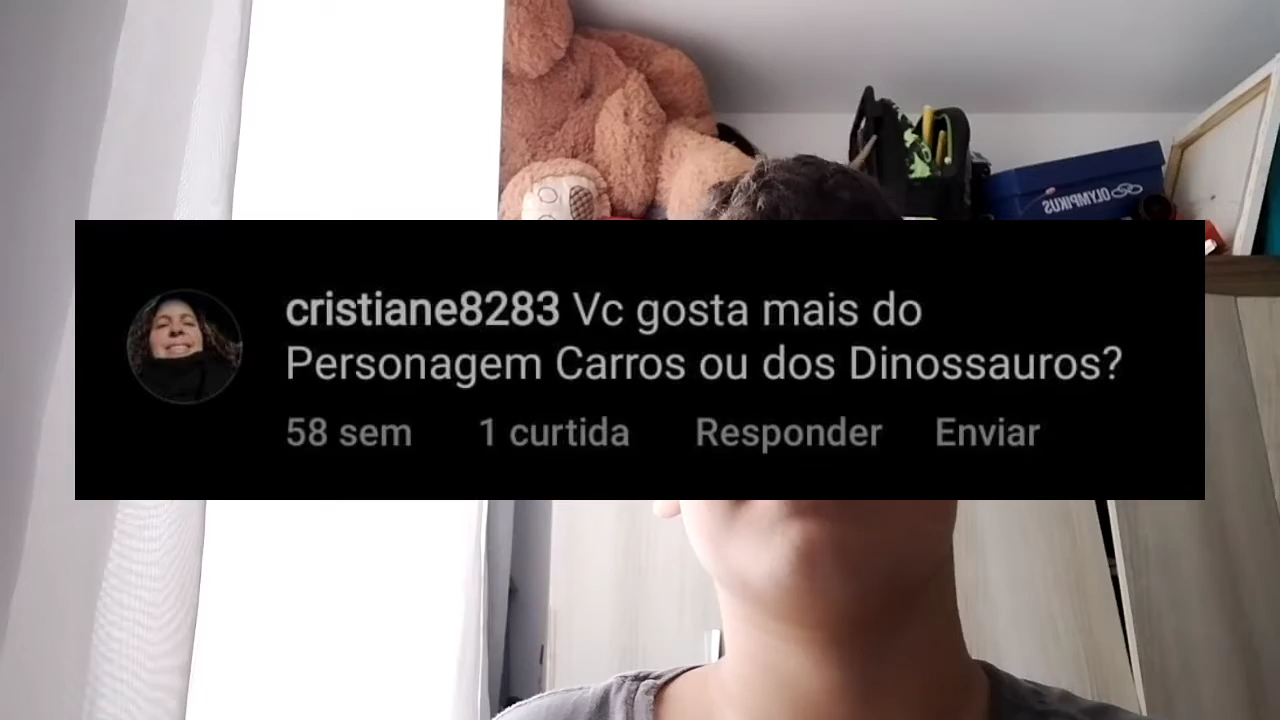 OLYMPIKUS
cristiane8283 Vc gosta mais do
Personagem Carros ou dos Dinossauros?
58 sem 1 curtida Responder Enviar